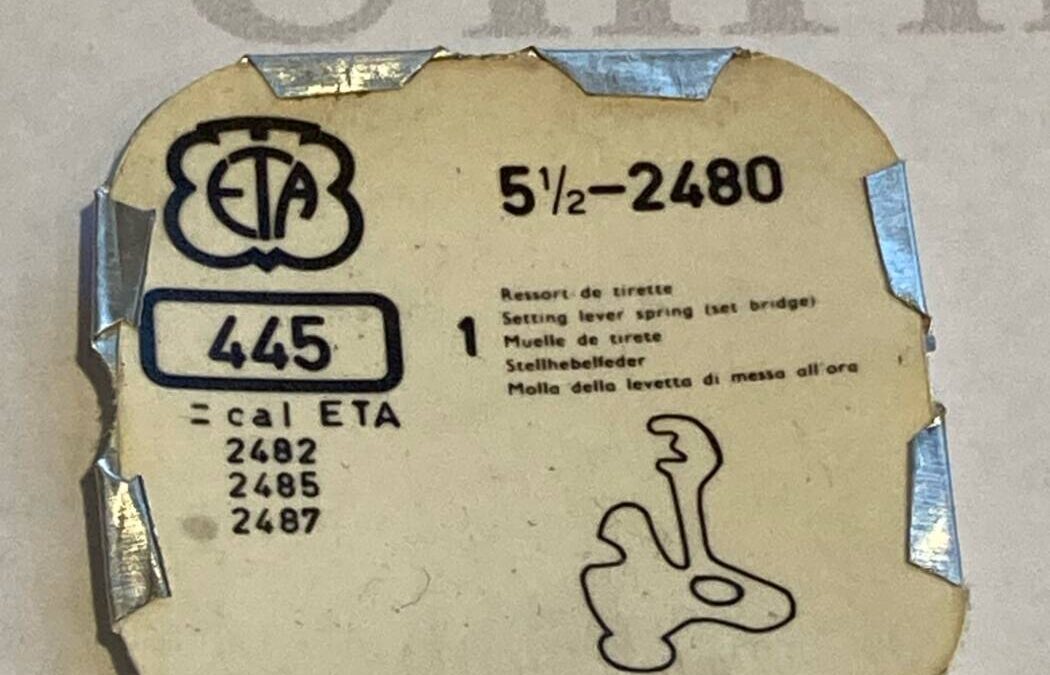 ETA
5½-2480
445
= cal ETA
2482
2485
2487
1
Ressort de tirette
Setting lever spring (set bridge)
Muelle de tirete
Stellhebelfeder
Molla della levetta di messa all'ora